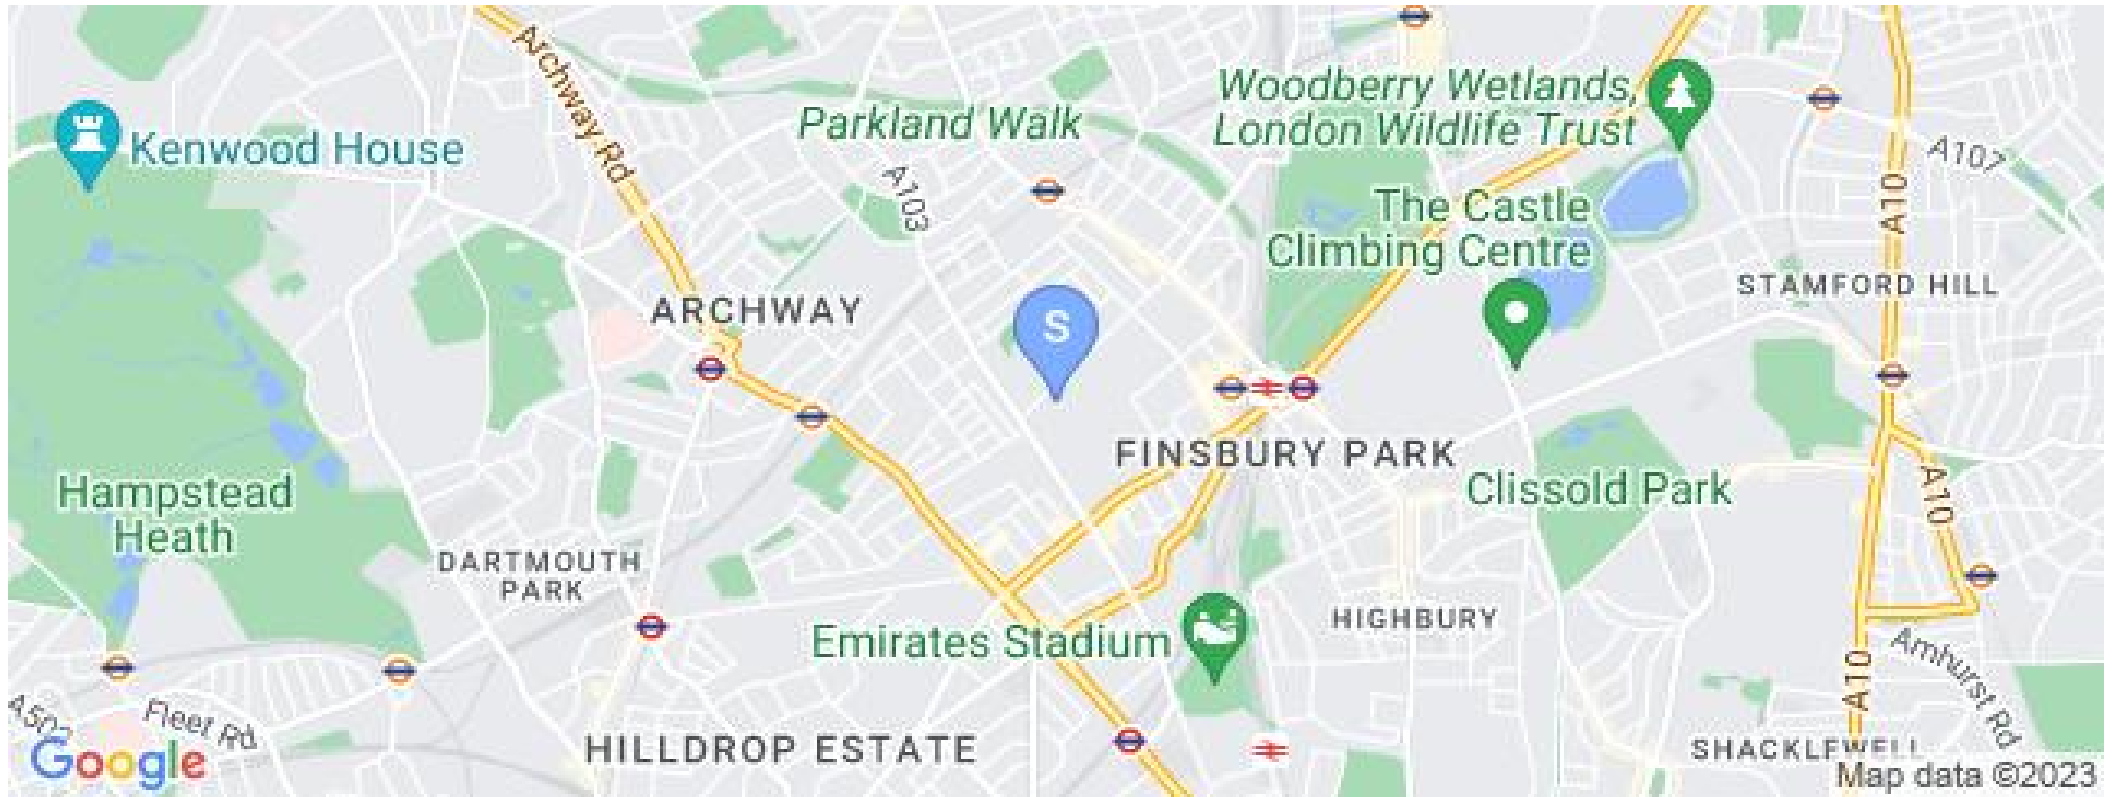 Archway Rd
Woodberry Wetlands,
London Wildlife Trust
Parkland Walk
Kenwood House
A107
A103
A10
The Castle
Climbing Centre
STAMFORD HILL
ARCHWAY
S
FINSBURY PARK
Clissold Park
A10
Hampstead
Heath
DARTMOUTH
PARK
HIGHBURY
Emirates Stadium
Amhurst Rd
A10
Fleet Rd
HILLDROP ESTATE
SHACKLEWELL
Google
Map data ©2023